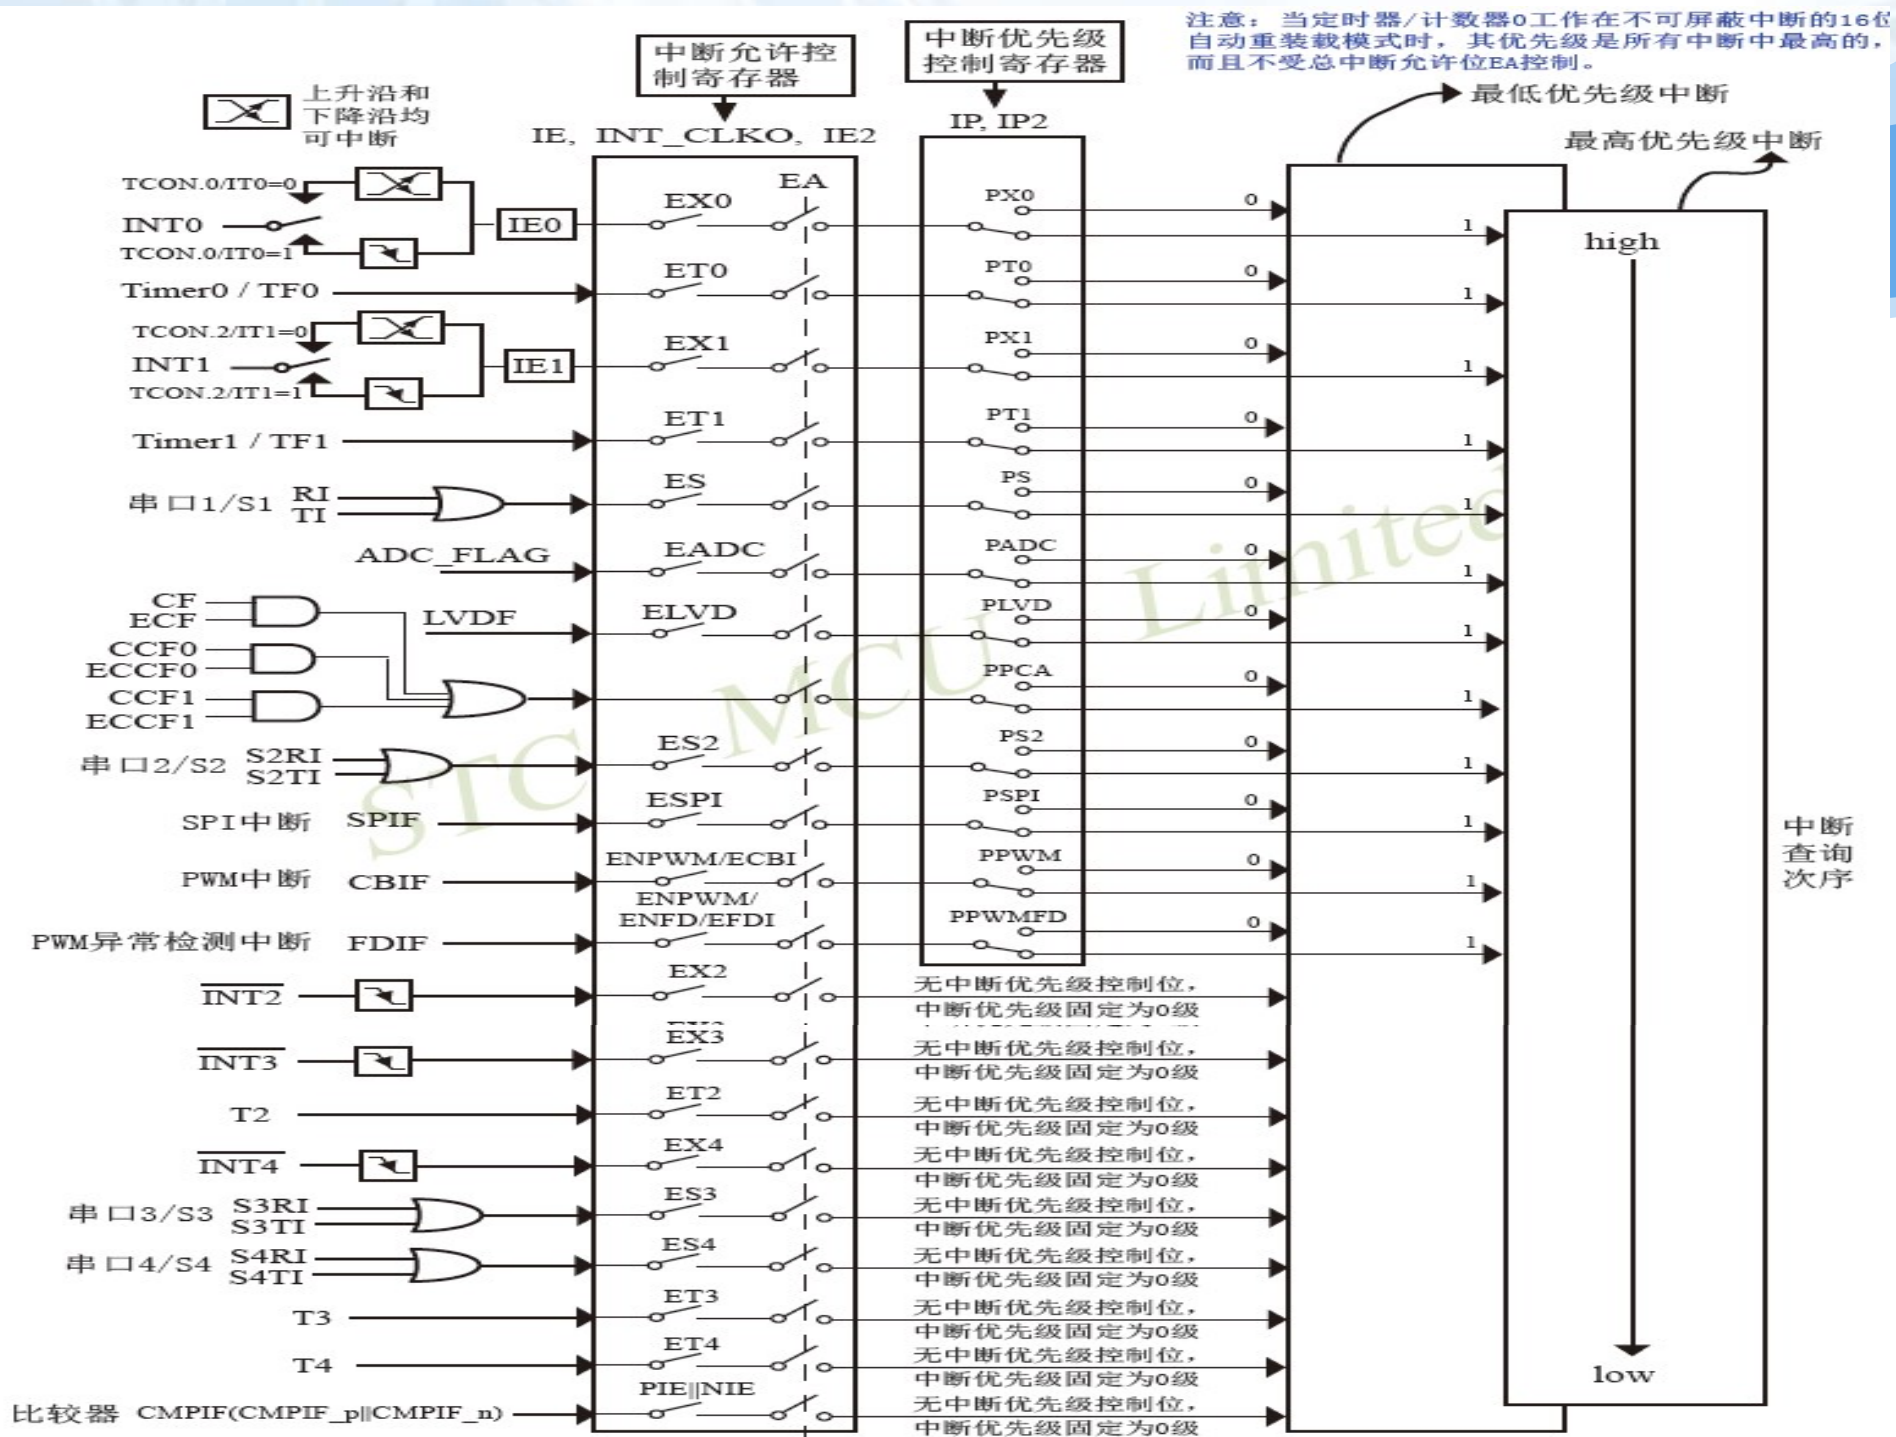 注意：当定时器/计数器0工作在不可屏蔽中断的16位
自动重装载模式时，其优先级是所有中断中最高的，
而且不受总中断允许位EA控制。
中断允许控
制寄存器
中断优先级
控制寄存器
上升沿和
下降沿均
可中断
IE, INT_CLKO, IE2
IP, IP2
最低优先级中断
最高优先级中断
EA
high
TCON.0/IT0=0
INT0
TCON.0/IT0=1
IE0
EX0
PX0
0
1
Timer0 / TF0
ET0
PT0
0
1
TCON.2/IT1=0
INT1
TCON.2/IT1=1
IE1
EX1
PX1
0
1
Timer1 / TF1
ET1
PT1
0
1
串口1/S1
RI
TI
ES
PS
0
1
ADC_FLAG
EADC
PADC
0
1
LVDF
ELVD
PLVD
0
1
CF
ECF
CCF0
ECCF0
CCF1
ECCF1
PPCA
0
1
串口2/S2
S2RI
S2TI
ES2
PS2
0
1
SPI中断 SPIF
ESPI
PSPI
0
1
PWM中断 CBIF
ENPWM/ECBI
PPWM
0
1
PWM异常检测中断 FDIF
ENPWM/
ENFD/EFDI
PPWMFD
0
1
中断
查询
次序
INT2
EX2
无中断优先级控制位，
中断优先级固定为0级
INT3
EX3
无中断优先级控制位，
中断优先级固定为0级
T2
ET2
无中断优先级控制位，
中断优先级固定为0级
INT4
EX4
无中断优先级控制位，
中断优先级固定为0级
串口3/S3
S3RI
S3TI
ES3
无中断优先级控制位，
中断优先级固定为0级
串口4/S4
S4RI
S4TI
ES4
无中断优先级控制位，
中断优先级固定为0级
T3
ET3
无中断优先级控制位，
中断优先级固定为0级
T4
ET4
无中断优先级控制位，
中断优先级固定为0级
比较器 CMPIF(CMPIF_p||CMPIF_n)
PIE||NIE
无中断优先级控制位，
中断优先级固定为0级
low
STC MCU Limited